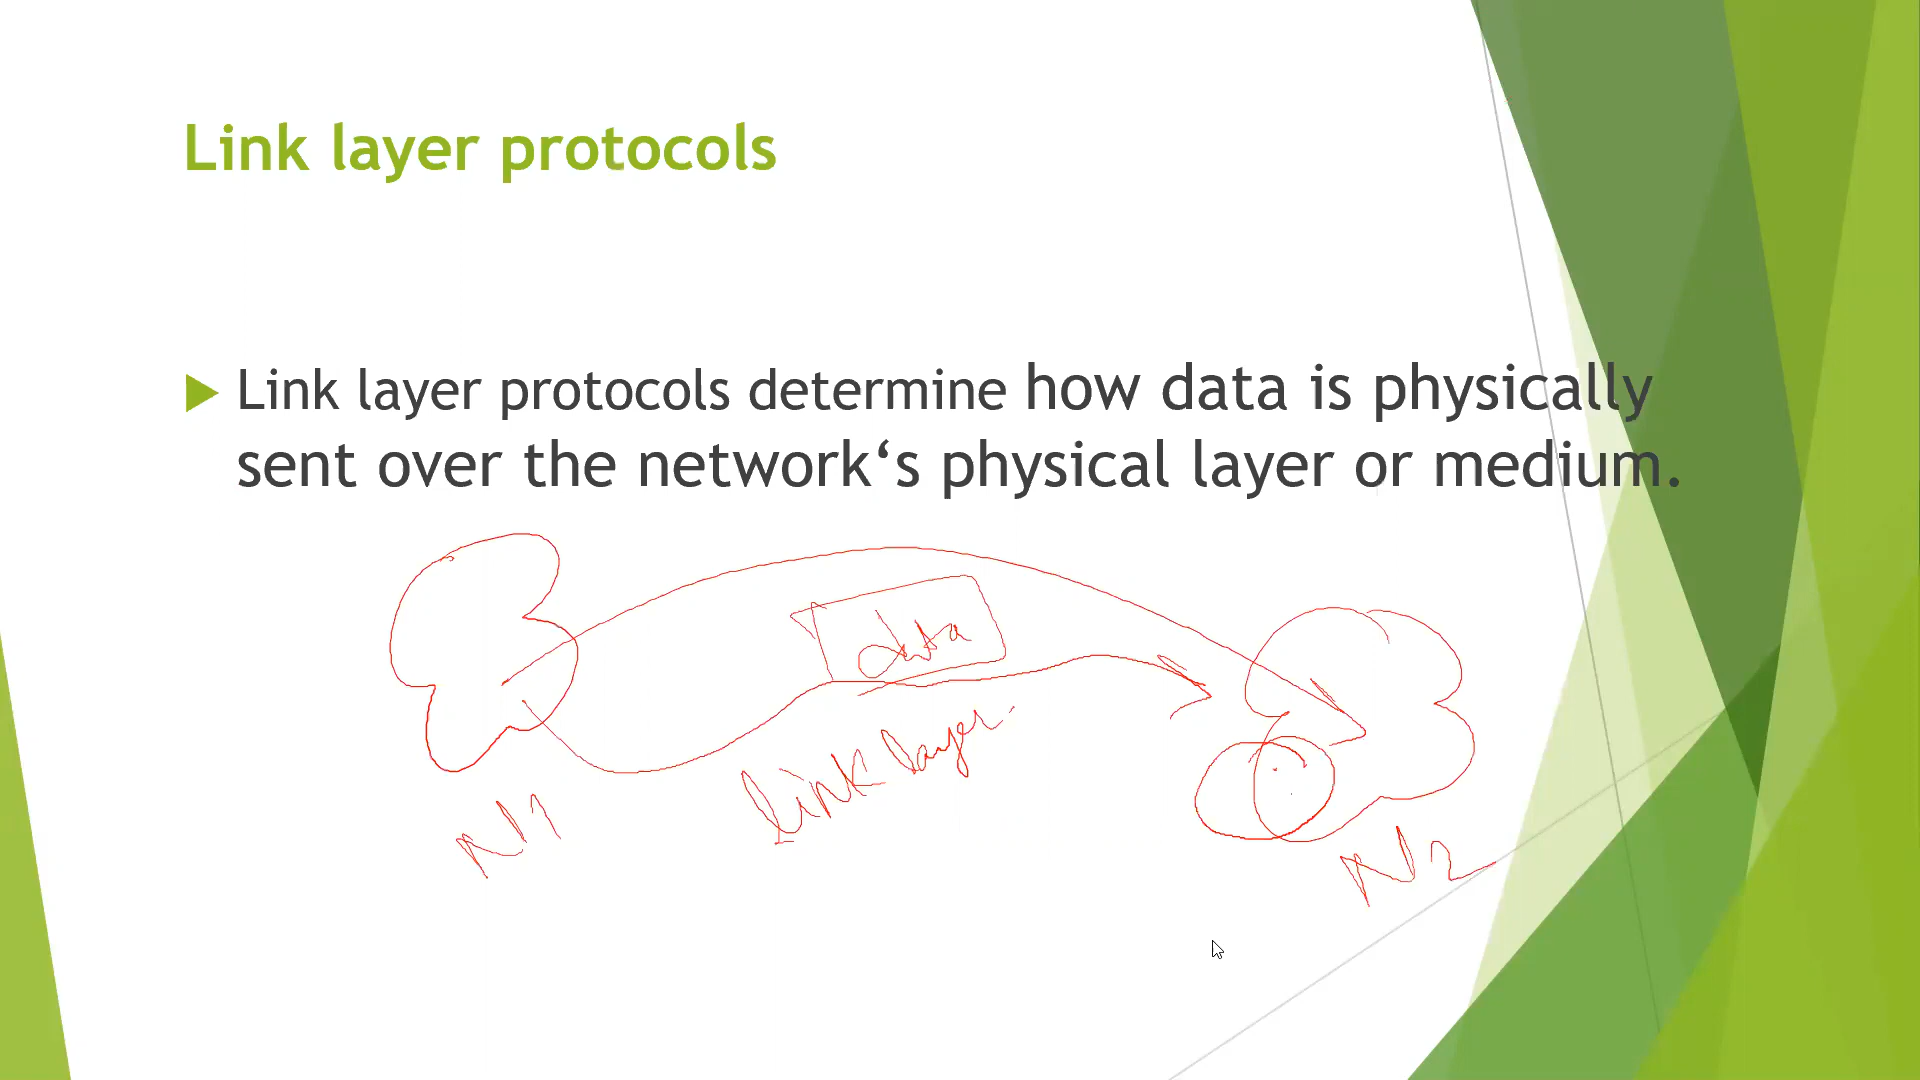 Link layer protocols
Link layer protocols determine how data is physically
sent over the network‘s physical layer or medium.
data
link layer
N1
N2